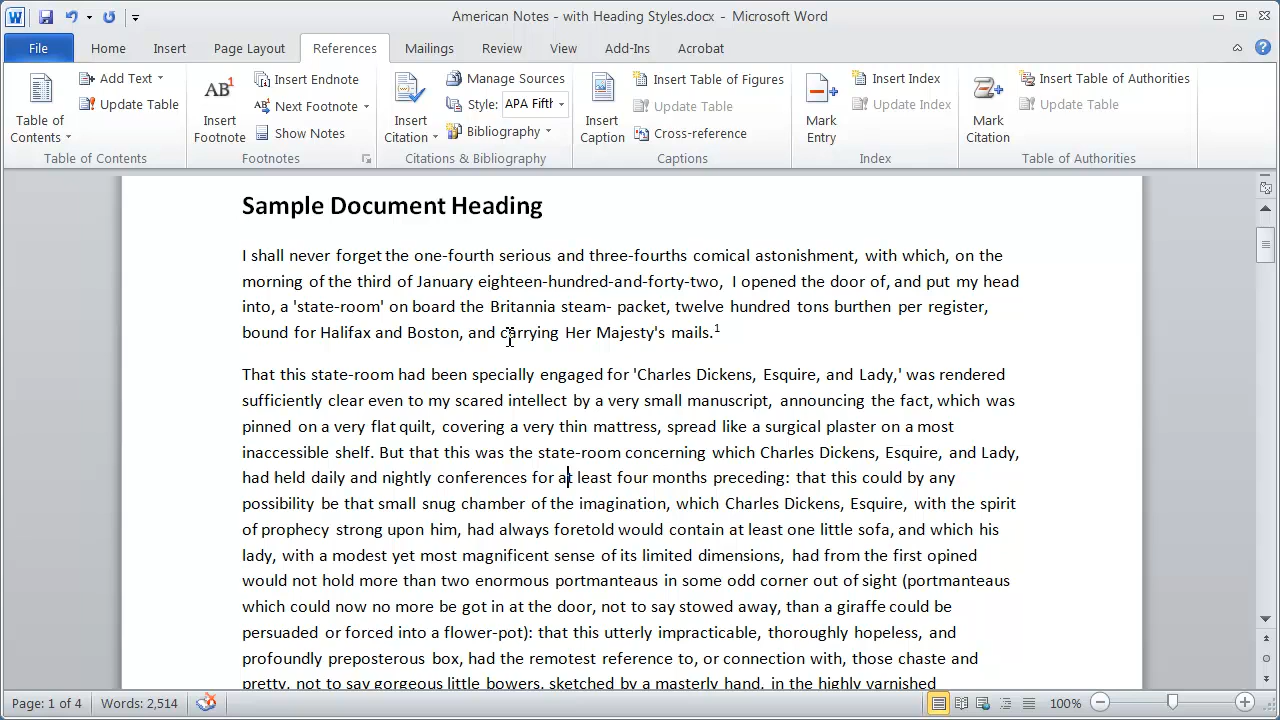 American Notes - with Heading Styles.docx - Microsoft Word
File Home Insert Page Layout References Mailings Review View Add-Ins Acrobat
Table of Contents
Add Text
Update Table
Table of Contents
AB1
Insert Footnote
Insert Endnote
Next Footnote
Show Notes
Footnotes
Insert Citation
Manage Sources
Style: APA Fifth
Bibliography
Citations & Bibliography
Insert Caption
Insert Table of Figures
Update Table
Cross-reference
Captions
Mark Entry
Insert Index
Update Index
Index
Mark Citation
Insert Table of Authorities
Update Table
Table of Authorities
Sample Document Heading
I shall never forget the one-fourth serious and three-fourths comical astonishment, with which, on the
morning of the third of January eighteen-hundred-and-forty-two, I opened the door of, and put my head
into, a 'state-room' on board the Britannia steam- packet, twelve hundred tons burthen per register,
bound for Halifax and Boston, and carrying Her Majesty's mails.1
That this state-room had been specially engaged for 'Charles Dickens, Esquire, and Lady,' was rendered
sufficiently clear even to my scared intellect by a very small manuscript, announcing the fact, which was
pinned on a very flat quilt, covering a very thin mattress, spread like a surgical plaster on a most
inaccessible shelf. But that this was the state-room concerning which Charles Dickens, Esquire, and Lady,
had held daily and nightly conferences for at least four months preceding: that this could by any
possibility be that small snug chamber of the imagination, which Charles Dickens, Esquire, with the spirit
of prophecy strong upon him, had always foretold would contain at least one little sofa, and which his
lady, with a modest yet most magnificent sense of its limited dimensions, had from the first opined
would not hold more than two enormous portmanteaus in some odd corner out of sight (portmanteaus
which could now no more be got in at the door, not to say stowed away, than a giraffe could be
persuaded or forced into a flower-pot): that this utterly impracticable, thoroughly hopeless, and
profoundly preposterous box, had the remotest reference to, or connection with, those chaste and
pretty, not to say gorgeous little bowers, sketched by a masterly hand, in the highly varnished
Page: 1 of 4 Words: 2,514 100%